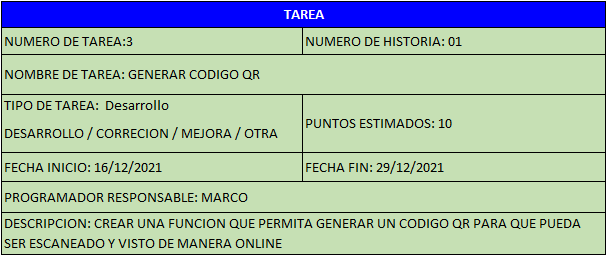 TAREA
NUMERO DE TAREA:3
NUMERO DE HISTORIA: 01
NOMBRE DE TAREA: GENERAR CODIGO QR
TIPO DE TAREA: Desarrollo
DESARROLLO / CORRECION / MEJORA / OTRA
PUNTOS ESTIMADOS: 10
FECHA INICIO: 16/12/2021
FECHA FIN: 29/12/2021
PROGRAMADOR RESPONSABLE: MARCO
DESCRIPCION: CREAR UNA FUNCION QUE PERMITA GENERAR UN CODIGO QR PARA QUE PUEDA
SER ESCANEADO Y VISTO DE MANERA ONLINE